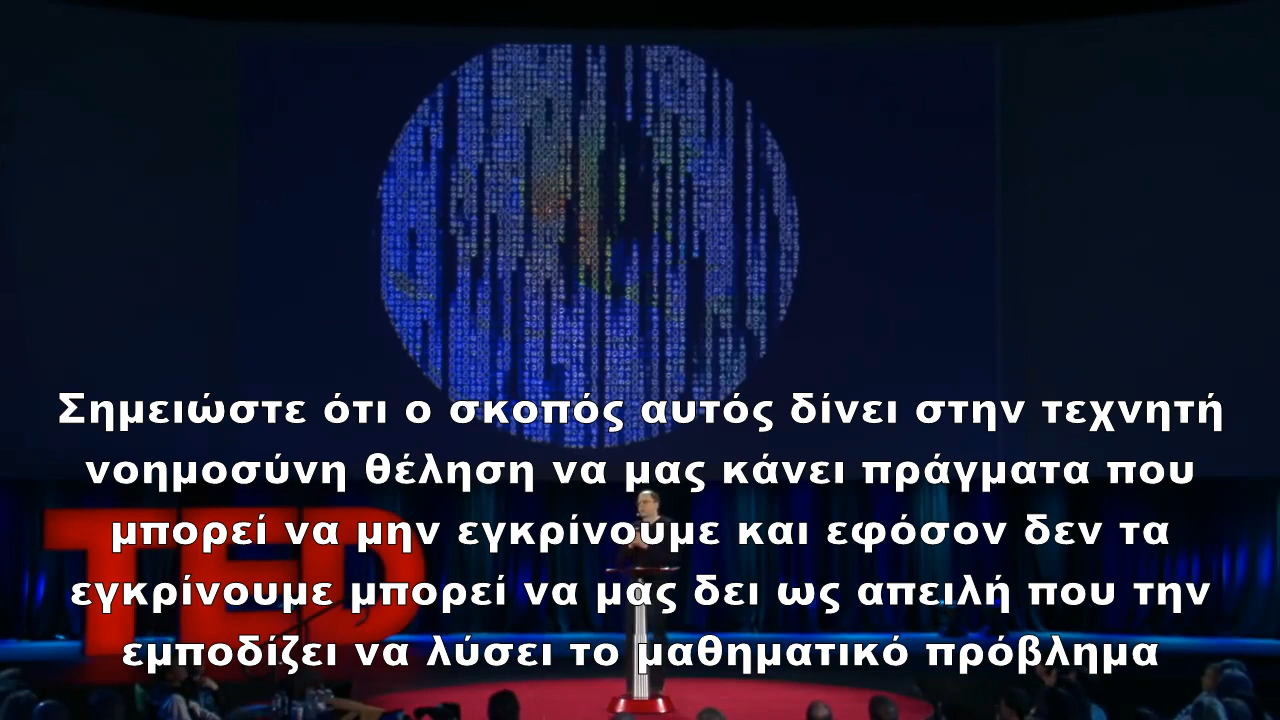 Σημειώστε ότι ο σκοπός αυτός δίνει στην τεχνητή
νοημοσύνη θέληση να μας κάνει πράγματα που
μπορεί να μην εγκρίνουμε και εφόσον δεν τα
εγκρίνουμε μπορεί να μας δει ως απειλή που την
εμποδίζει να λύσει το μαθηματικό πρόβλημα
TED